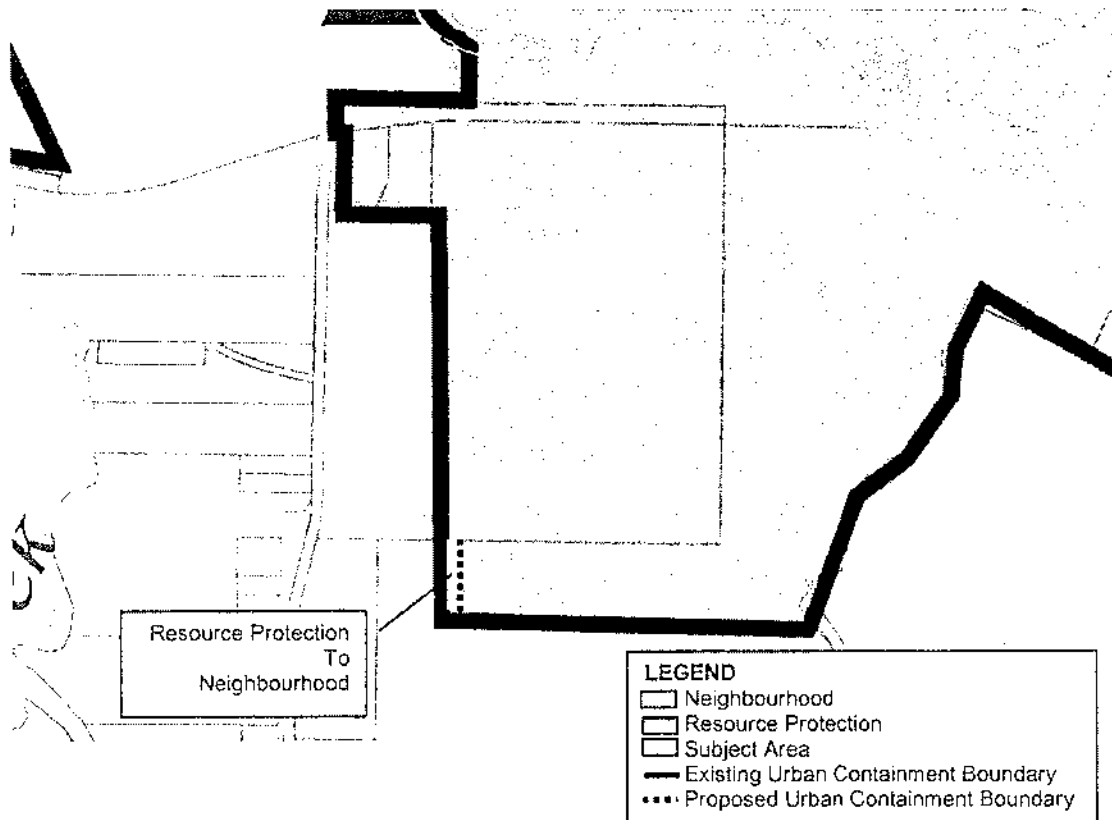 Resource Protection
To
Neighbourhood
LEGEND
Neighbourhood
Resource Protection
Subject Area
Existing Urban Containment Boundary
Proposed Urban Containment Boundary